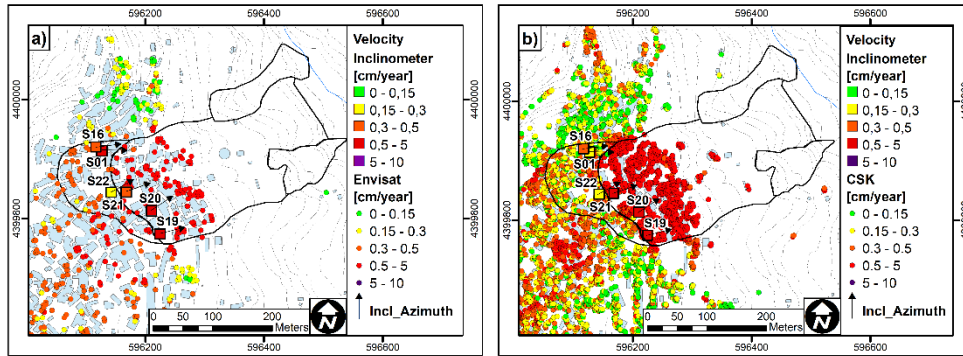 596200 596400 596600
a)
Velocity
Inclinometer
[cm/year]
0 - 0,15
0,15 - 0,3
0,3 - 0,5
0,5 - 5
5 - 10
Envisat
[cm/year]
0 - 0.15
0.15 - 0.3
0.3 - 0.5
0.5 - 5
5 - 10
Incl_Azimuth
4400000
4399800
S16
S01
S22
S21
S20
S19
N
0 50 100 200
Meters
596200 596400 596600
596200 596400 596600
b)
Velocity
Inclinometer
[cm/year]
0 - 0,15
0,15 - 0,3
0,3 - 0,5
0,5 - 5
5 - 10
CSK
[cm/year]
0 - 0.15
0.15 - 0.3
0.3 - 0.5
0.5 - 5
5 - 10
Incl_Azimuth
4400000
4399800
S16
S01
S22
S21
S20
S19
N
0 50 100 200
Meters
596200 596400 596600